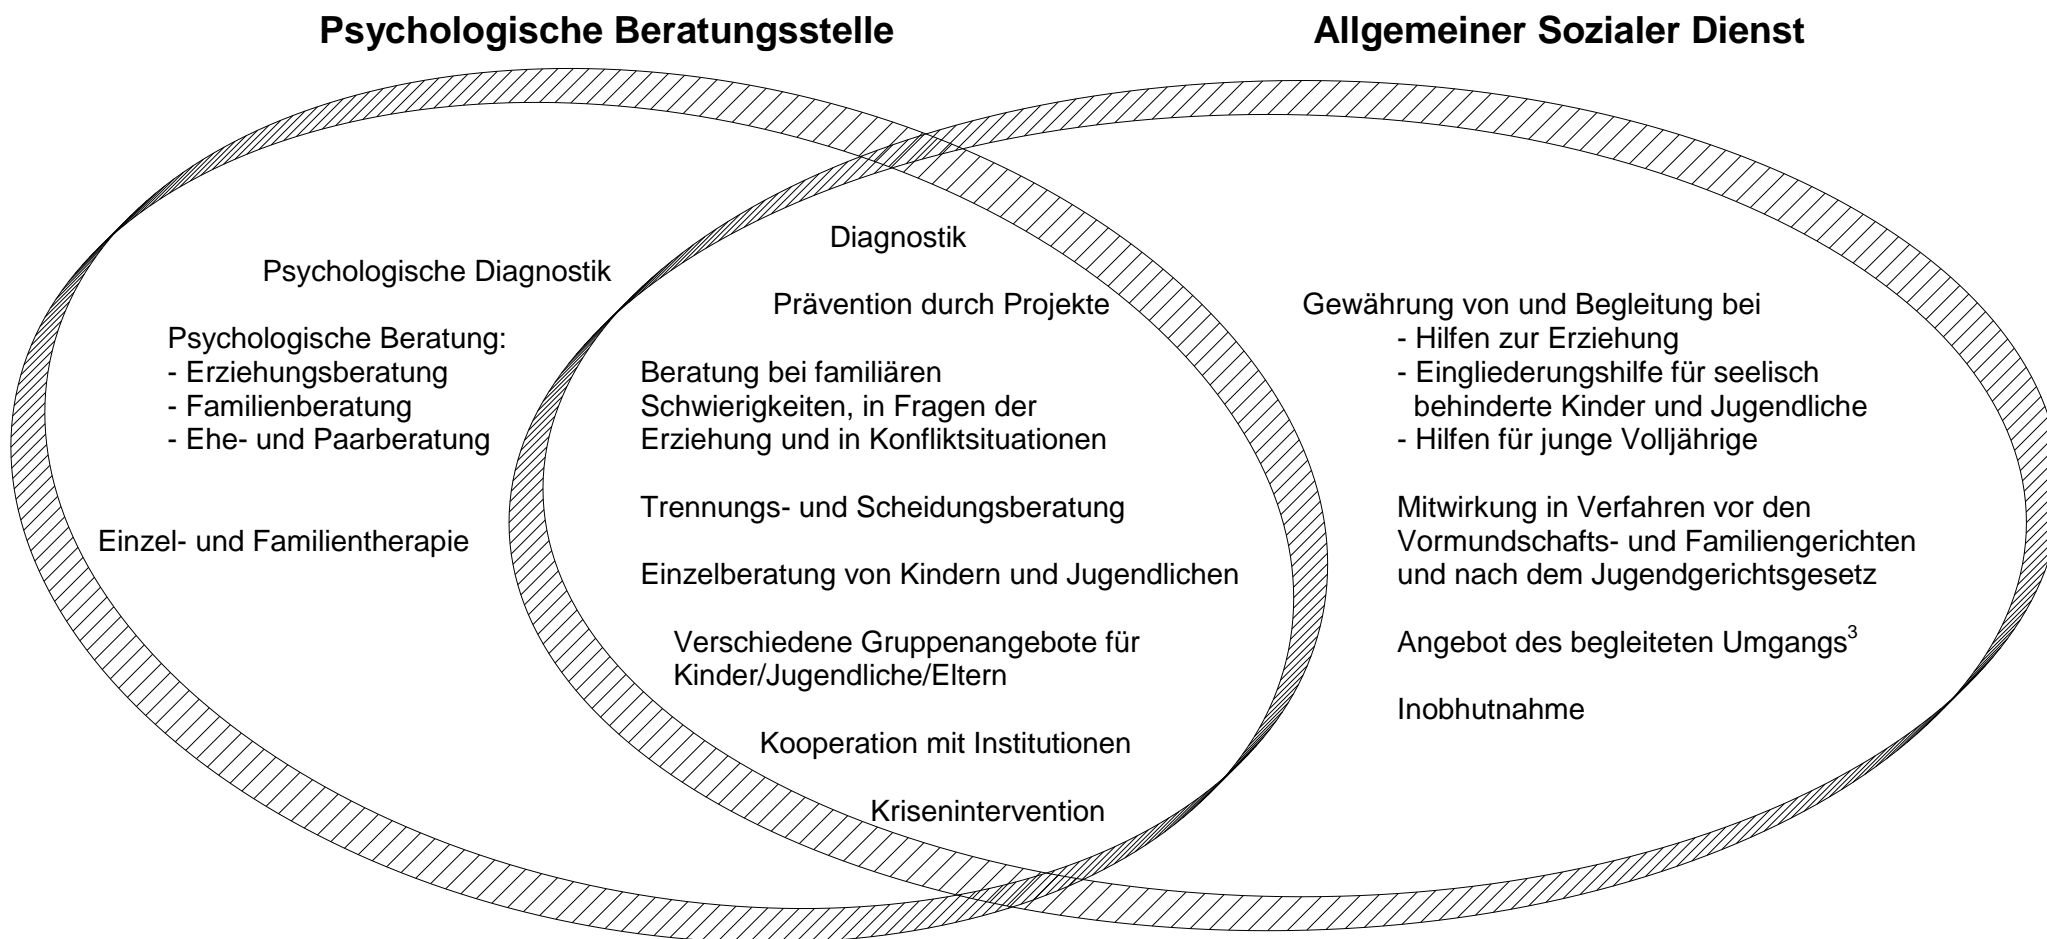 Psychologische Beratungsstelle
Allgemeiner Sozialer Dienst
Psychologische Diagnostik
Psychologische Beratung:
- Erziehungsberatung
- Familienberatung
- Ehe- und Paarberatung
Einzel- und Familientherapie
Diagnostik
Prävention durch Projekte
Beratung bei familiären
Schwierigkeiten, in Fragen der
Erziehung und in Konfliktsituationen
Trennungs- und Scheidungsberatung
Einzelberatung von Kindern und Jugendlichen
Verschiedene Gruppenangebote für
Kinder/Jugendliche/Eltern
Kooperation mit Institutionen
Krisenintervention
Gewährung von und Begleitung bei
- Hilfen zur Erziehung
- Eingliederungshilfe für seelisch
behinderte Kinder und Jugendliche
- Hilfen für junge Volljährige
Mitwirkung in Verfahren vor den
Vormundschafts- und Familiengerichten
und nach dem Jugendgerichtsgesetz
Angebot des begleiteten Umgangs³
Inobhutnahme